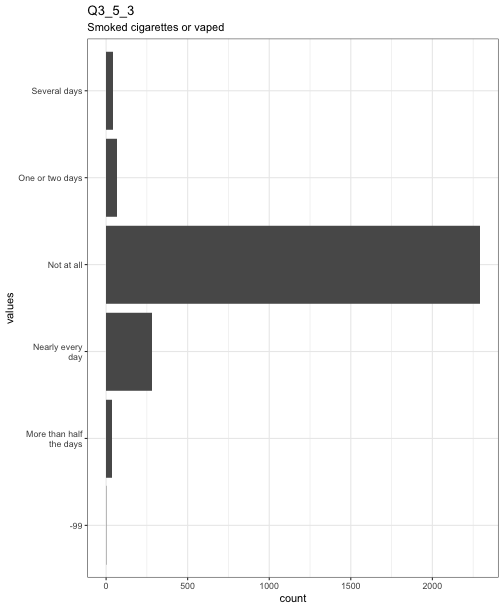 Q3_5_3
Smoked cigarettes or vaped
Several days
One or two days
Not at all
Nearly every
day
More than half
the days
-99
values
0
500
1000
1500
2000
count